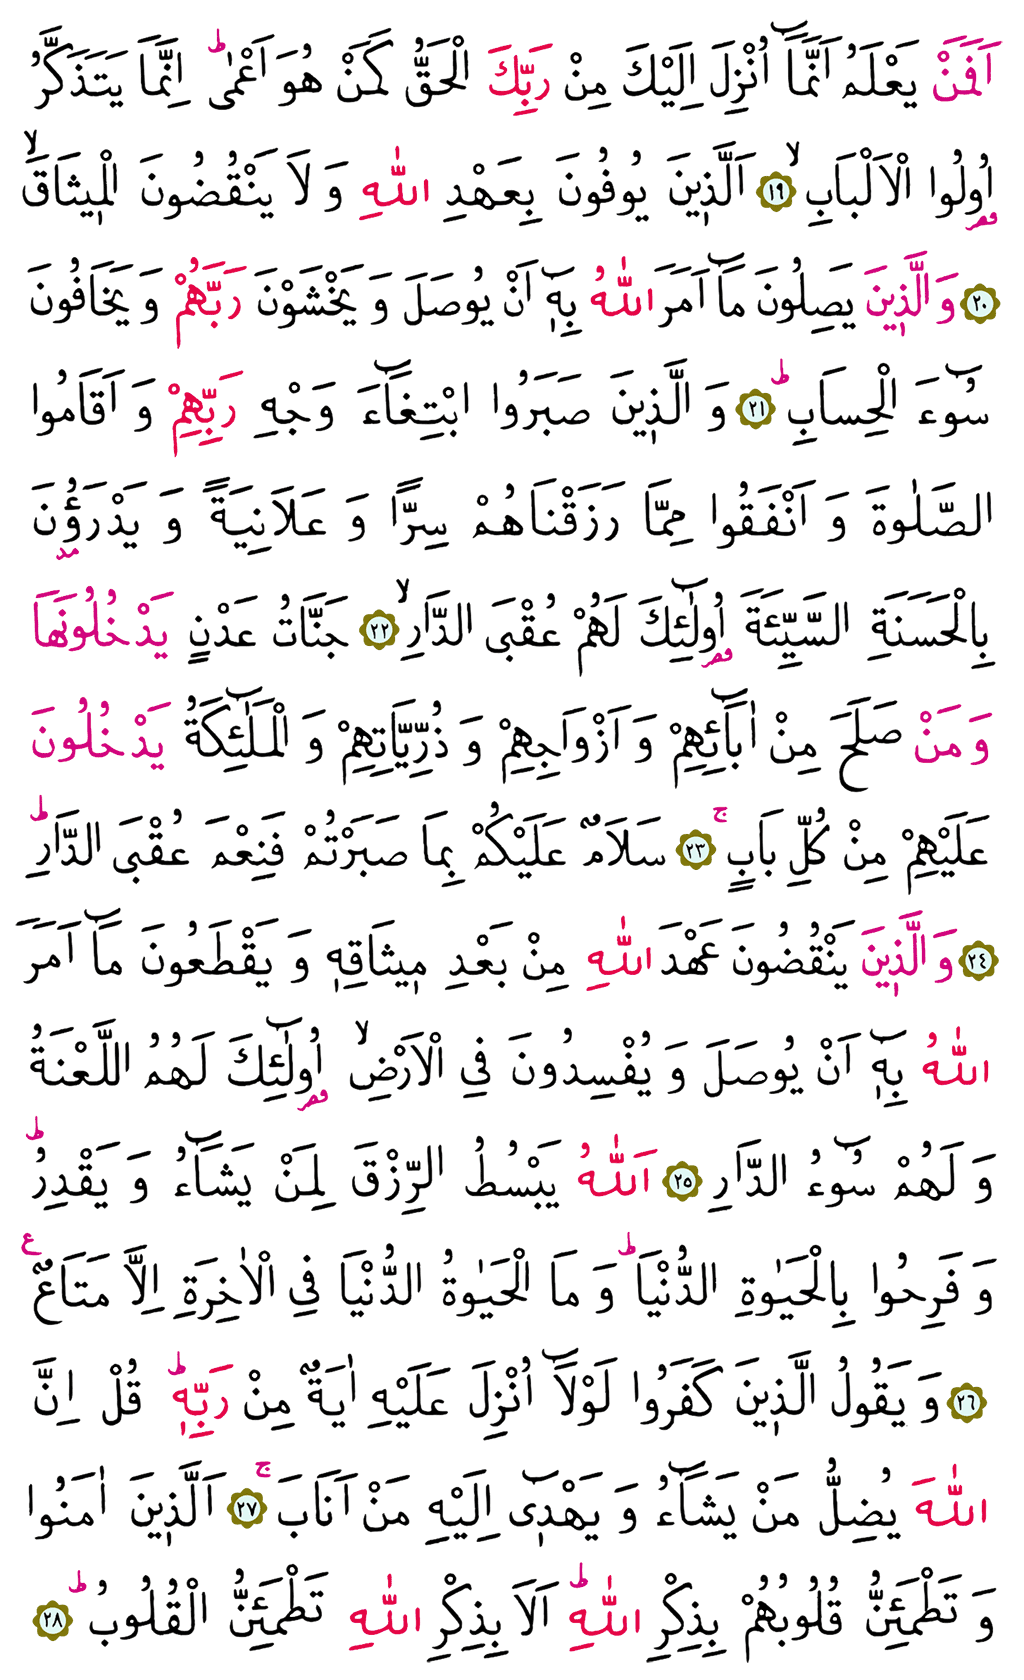 اَفَمَنْ يَعْلَمُ اَنَّمَٓا اُنْزِلَ اِلَيْكَ مِنْ رَبِّكَ الْحَقُّ كَمَنْ هُوَ اَعْمٰىۜ اِنَّمَا يَتَذَكَّرُ
اُو۬لُوا الْاَلْبَابِۙ ﴿١٩﴾ اَلَّذ۪ينَ يُوفُونَ بِعَهْدِ اللّٰهِ وَ لَا يَنْقُضُونَ الْم۪يثَاقَۙ
﴿٢٠﴾ وَالَّذ۪ينَ يَصِلُونَ مَٓا اَمَرَ اللّٰهُ بِه۪ٓ اَنْ يُوصَلَ وَ يَخْشَوْنَ رَبَّهُمْ وَ يَخَافُونَ
سُٓوءَ الْحِسَابِۜ ﴿٢١﴾ وَ الَّذ۪ينَ صَبَرُوا ابْتِغَٓاءَ وَجْهِ رَبِّهِمْ وَ اَقَامُوا
الصَّلٰوةَ وَ اَنْفَقُوا مِمَّا رَزَقْنَاهُمْ سِرًّا وَ عَلَانِيَةً وَ يَدْرَؤُ۫نَ
بِالْحَسَنَةِ السَّيِّئَةَ اُو۬لٰٓئِكَ لَهُمْ عُقْبَى الدَّارِۙ ﴿٢٢﴾ جَنَّاتُ عَدْنٍ يَدْخُلُونَهَا
وَمَنْ صَلَحَ مِنْ اٰبَٓائِهِمْ وَ اَزْوَاجِهِمْ وَ ذُرِّيَّاتِهِمْ وَ الْمَلٰٓئِكَةُ يَدْخُلُونَ
عَلَيْهِمْ مِنْ كُلِّ بَابٍۚ ﴿٢٣﴾ سَلَامٌ عَلَيْكُمْ بِمَا صَبَرْتُمْ فَنِعْمَ عُقْبَى الدَّارِۜ
﴿٢٤﴾ وَالَّذ۪ينَ يَنْقُضُونَ عَهْدَ اللّٰهِ مِنْ بَعْدِ م۪يثَاقِه۪ وَ يَقْطَعُونَ مَٓا اَمَرَ
اللّٰهُ بِه۪ٓ اَنْ يُوصَلَ وَ يُفْسِدُونَ فِي الْاَرْضِۙ اُو۬لٰٓئِكَ لَهُمُ اللَّعْنَةُ
وَ لَهُمْ سُٓوءُ الدَّارِ ﴿٢٥﴾ اَللّٰهُ يَبْسُطُ الرِّزْقَ لِمَنْ يَشَٓاءُ وَ يَقْدِرُۜ
وَ فَرِحُوا بِالْحَيٰوةِ الدُّنْيَاۜ وَ مَا الْحَيٰوةُ الدُّنْيَا فِي الْاٰخِرَةِ اِلَّا مَتَاعٌ ع
﴿٢٦﴾ وَ يَقُولُ الَّذ۪ينَ كَفَرُوا لَوْلَٓا اُنْزِلَ عَلَيْهِ اٰيَةٌ مِنْ رَبِّه۪ۜ قُلْ اِنَّ
اللّٰهَ يُضِلُّ مَنْ يَشَٓاءُ وَ يَهْد۪ٓي اِلَيْهِ مَنْ اَنَابَۚ ﴿٢٧﴾ اَلَّذ۪ينَ اٰمَنُوا
وَ تَطْمَئِنُّ قُلُوبُهُمْ بِذِكْرِ اللّٰهِۜ اَلَا بِذِكْرِ اللّٰهِ تَطْمَئِنُّ الْقُلُوبُۜ ﴿٢٨﴾